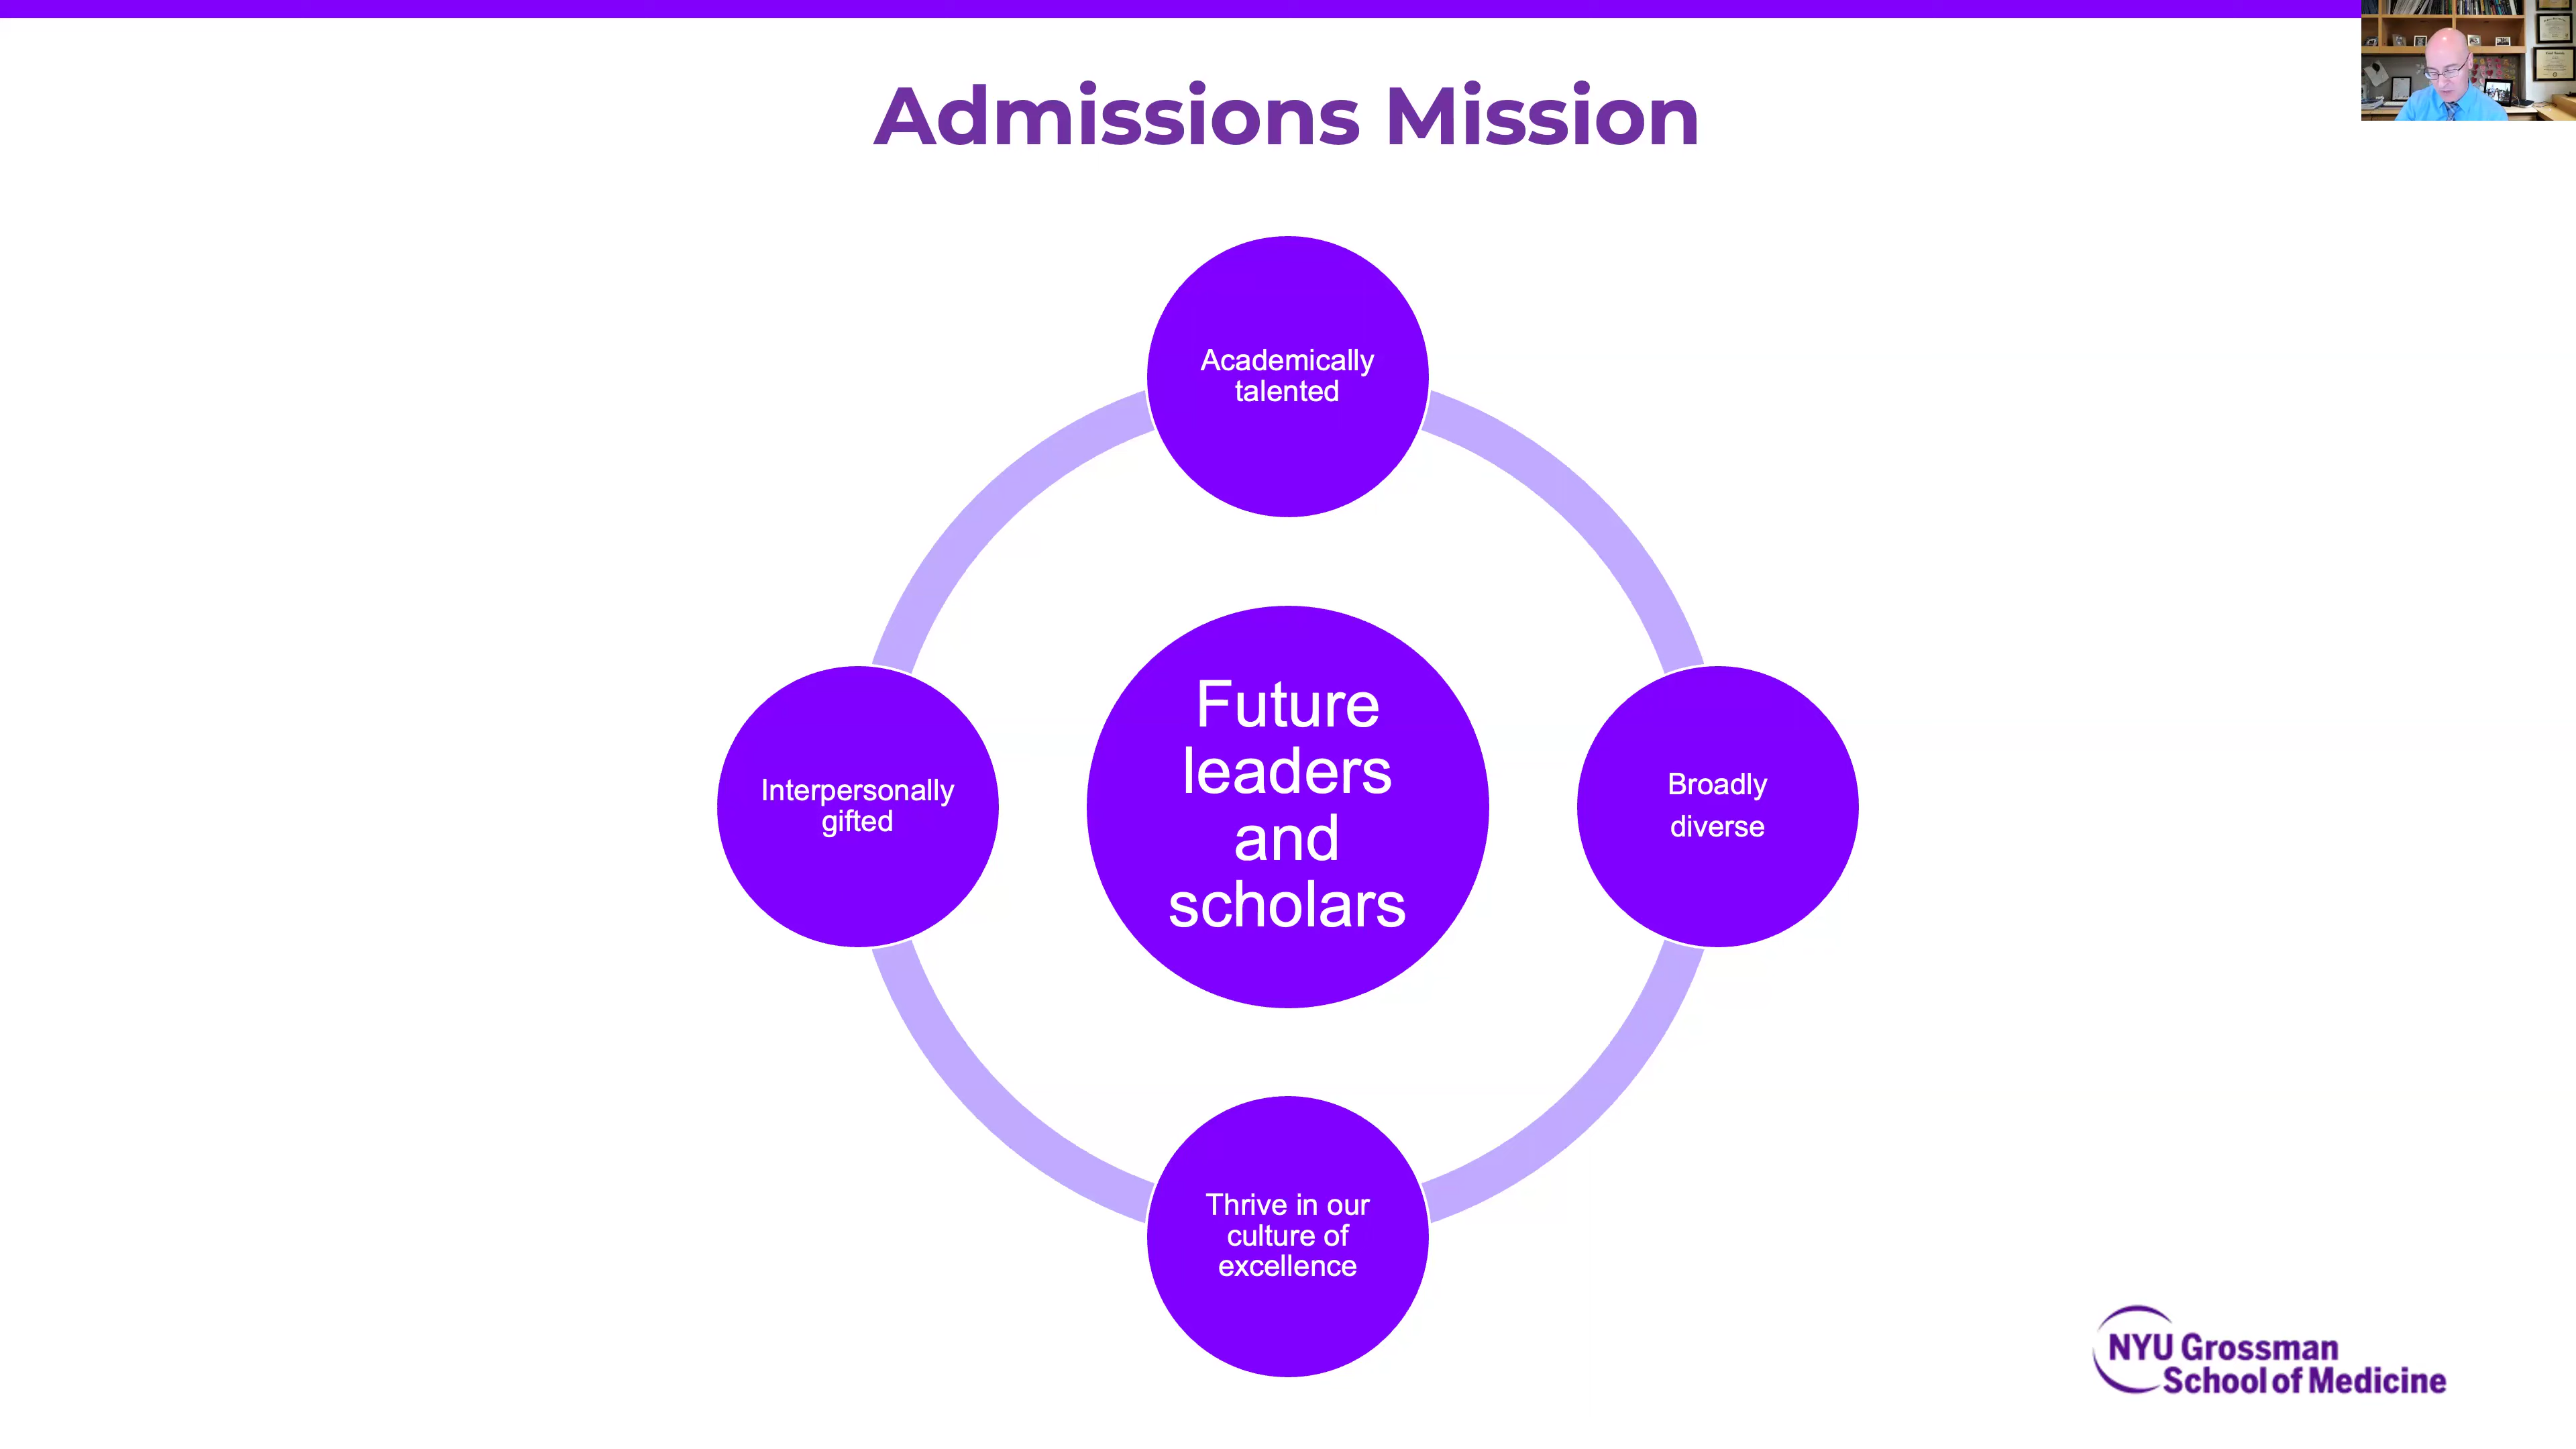 Admissions Mission
Academically
talented
Interpersonally
gifted
Future
leaders
and
scholars
Broadly
diverse
Thrive in our
culture of
excellence
NYU Grossman
School of Medicine